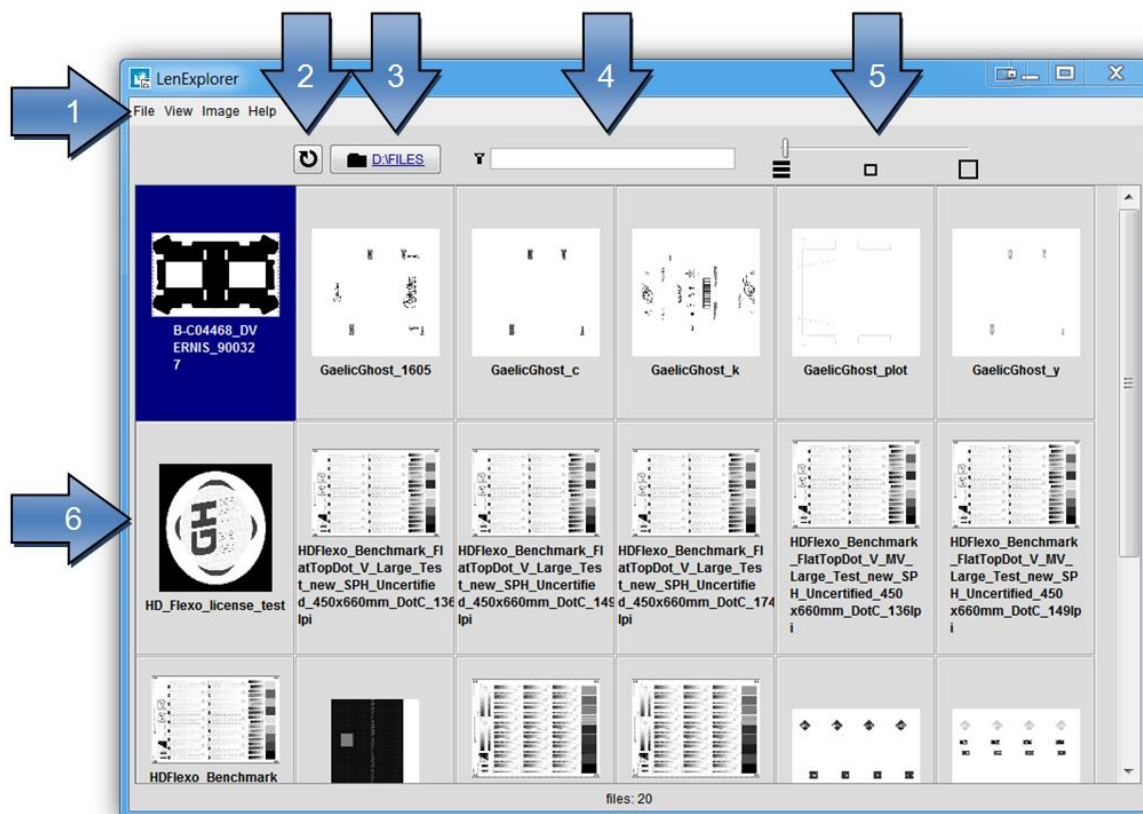 2
3
4
5
LenExplorer
1
File View Image Help
D:\FILES
B-C04468_DV
ERNIS_90032
7
GaelicGhost_1605
GaelicGhost_c
GaelicGhost_k
GaelicGhost_plot
GaelicGhost_y
6
HD
HD_Flexo_license_test
HDFlexo_Benchmark_Fl
atTopDot_V_Large_Tes
t_new_SPH_Uncertifie
d_450x660mm_DotC_136
lpi
HDFlexo_Benchmark_Fl
atTopDot_V_Large_Tes
t_new_SPH_Uncertifie
d_450x660mm_DotC_149
lpi
HDFlexo_Benchmark_Fl
atTopDot_V_Large_Tes
t_new_SPH_Uncertifie
d_450x660mm_DotC_174
lpi
HDFlexo_Benchmark
_FlatTopDot_V_MV_
Large_Test_new_SP
H_Uncertified_450
x660mm_DotC_136lp
i
HDFlexo_Benchmark
_FlatTopDot_V_MV_
Large_Test_new_SP
H_Uncertified_450
x660mm_DotC_149lp
i
HDFlexo_Benchmark
files: 20